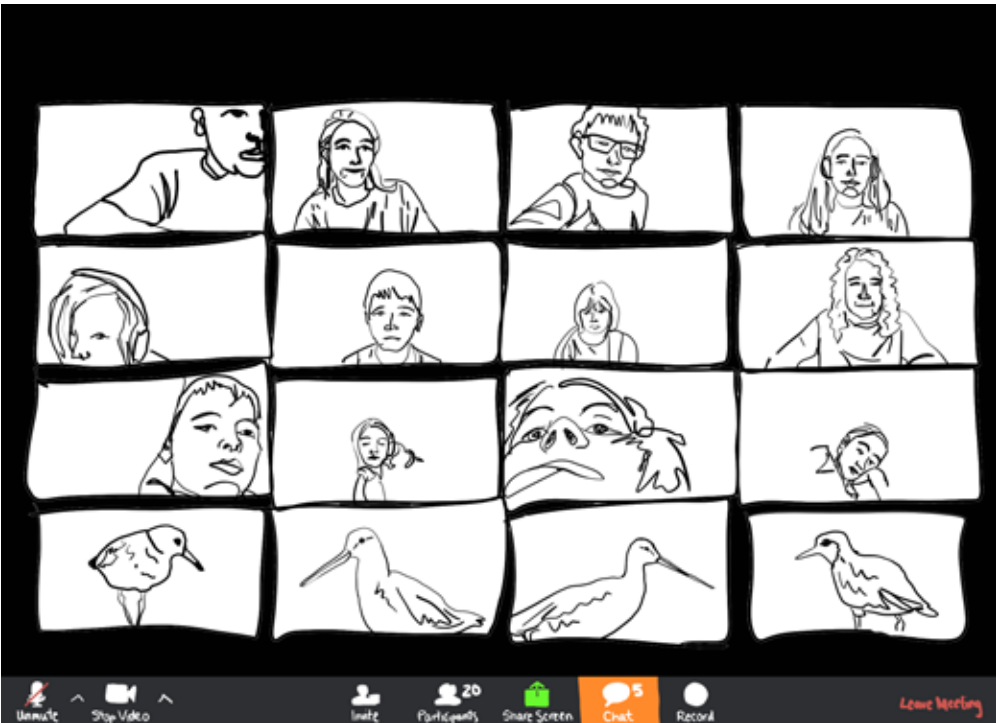 20
5
Unmute
Stop Video
Invite
Participants
Share Screen
Chat
Record
Leave Meeting